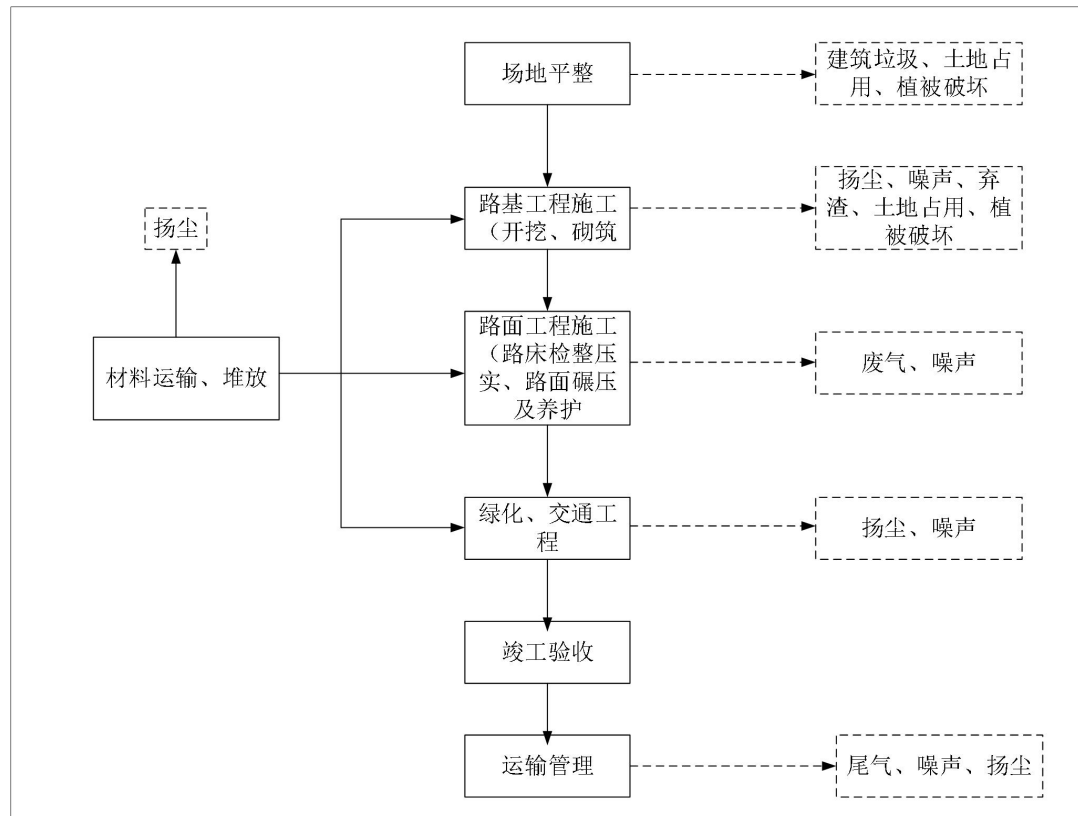 场地平整
建筑垃圾、土地占
用、植被破坏
路基工程施工
（开挖、砌筑
扬尘、噪声、弃
渣、土地占用、植
被破坏
扬尘
材料运输、堆放
路面工程施工
（路床检整压
实、路面碾压
及养护
废气、噪声
绿化、交通工
程
扬尘、噪声
竣工验收
运输管理
尾气、噪声、扬尘